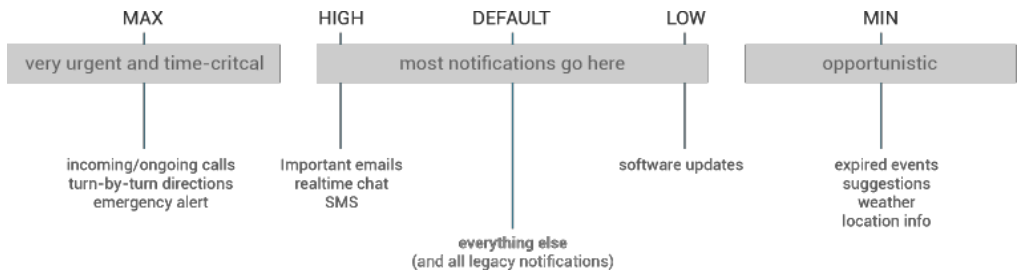 MAX
HIGH
DEFAULT
LOW
MIN
very urgent and time-critcal
most notifications go here
opportunistic
incoming/ongoing calls
turn-by-turn directions
emergency alert
Important emails
realtime chat
SMS
everything else
(and all legacy notifications)
software updates
expired events
suggestions
weather
location info